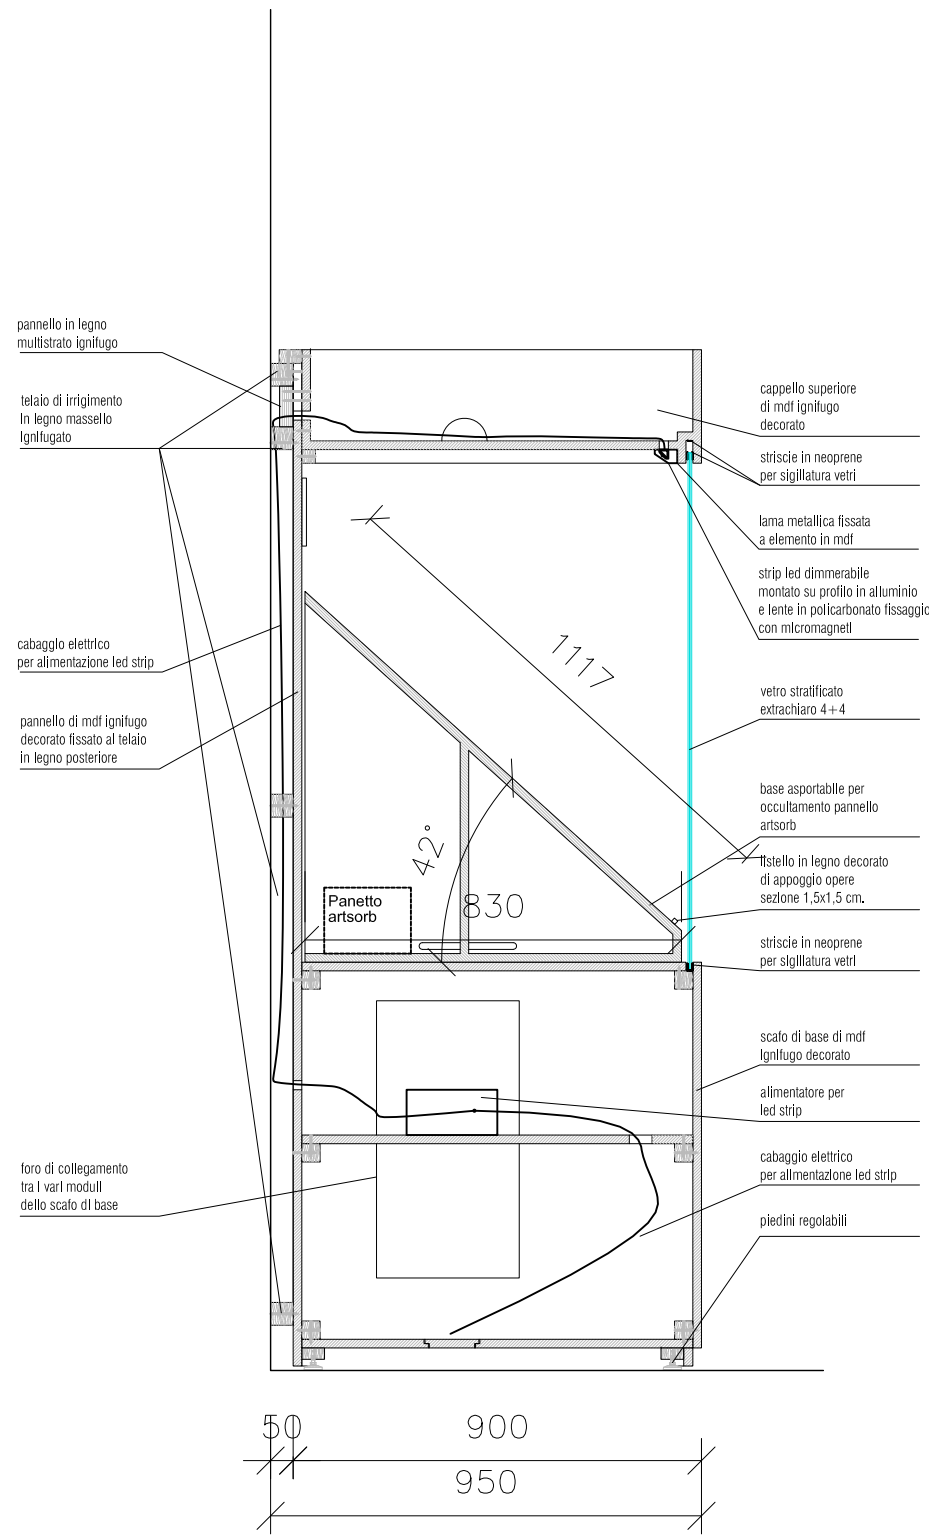 pannello in legno
multistrato ignifugo
telaio di irrigimento
In legno massello
Ignifugato
cabaggio elettrico
per alimentazione led strip
pannello di mdf ignifugo
decorato fissato al telaio
in legno posteriore
foro di collegamento
tra i vari moduli
dello scafo di base
cappello superiore
di mdf ignifugo
decorato
striscie in neoprene
per sigillatura vetri
lama metallica fissata
a elemento in mdf
strip led dimmerabile
montato su profilo in alluminio
e lente in policarbonato fissaggio
con micromagneti
vetro stratificato
extrachiaro 4+4
base asportabile per
occultamento pannello
artsorb
listello in legno decorato
di appoggio opere
sezione 1,5x1,5 cm.
striscie in neoprene
per sigillatura vetri
scafo di base di mdf
Ignifugo decorato
alimentatore per
led strip
cabaggio elettrico
per alimentazione led strip
piedini regolabili
1117
42°
830
Panetto
artsorb
50
900
950